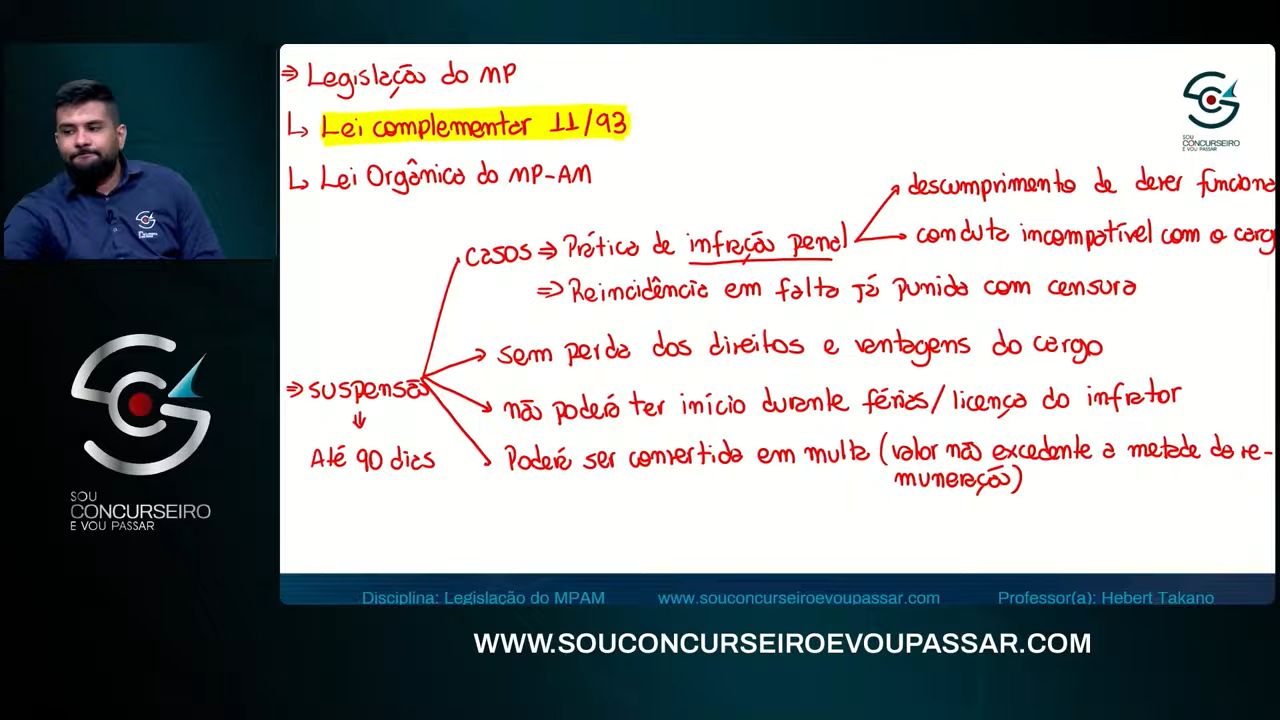 ⇒ Legislação do MP
↳ Lei complementar 11/93
↳ Lei Orgânica do MP-AM
descumprimento de dever funciona
casos ⇒ Prática de infração penal
conduta incompatível com o cargo
⇒ Reincidência em falta já punida com censura
sem perda dos direitos e vantagens do cargo
⇒ suspensão
não poderá ter início durante férias/licença do infrator
Até 90 dias
Poderá ser convertida em multa (valor não excedente a metade da re-
muneração)
SOU
CONCURSEIRO
E VOU PASSAR
SOU
CONCURSEIRO
E VOU PASSAR
Disciplina: Legislação do MPAM www.souconcurseiroevoupassar.com Professor(a): Hebert Takano
WWW.SOUCONCURSEIROEVOUPASSAR.COM